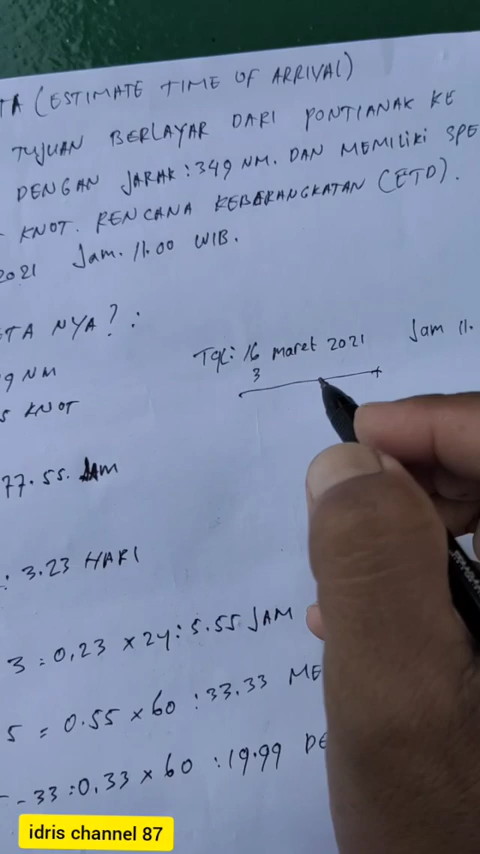 TA (ESTIMATE TIME OF ARRIVAL)
TUJUAN BERLAYAR DARI PONTIANAK KE
DENGAN JARAK : 349 NM. DAN MEMILIKI SPE
KNOT. RENCANA KEBERANGKATAN (ETD).
2021 Jam. 11.00 WIB.
ETA NYA ? :
Tgl : 16 maret 2021 Jam 11.
3 +
9 NM
5 KNOT
77.55. JAM
: 3.23 HARI
3 : 0,23 x 24 : 5.55 JAM
5 = 0.55 x 60 : 33.33 ME
- 33 : 0,33 x 60 : 19.99 DE
idris channel 87